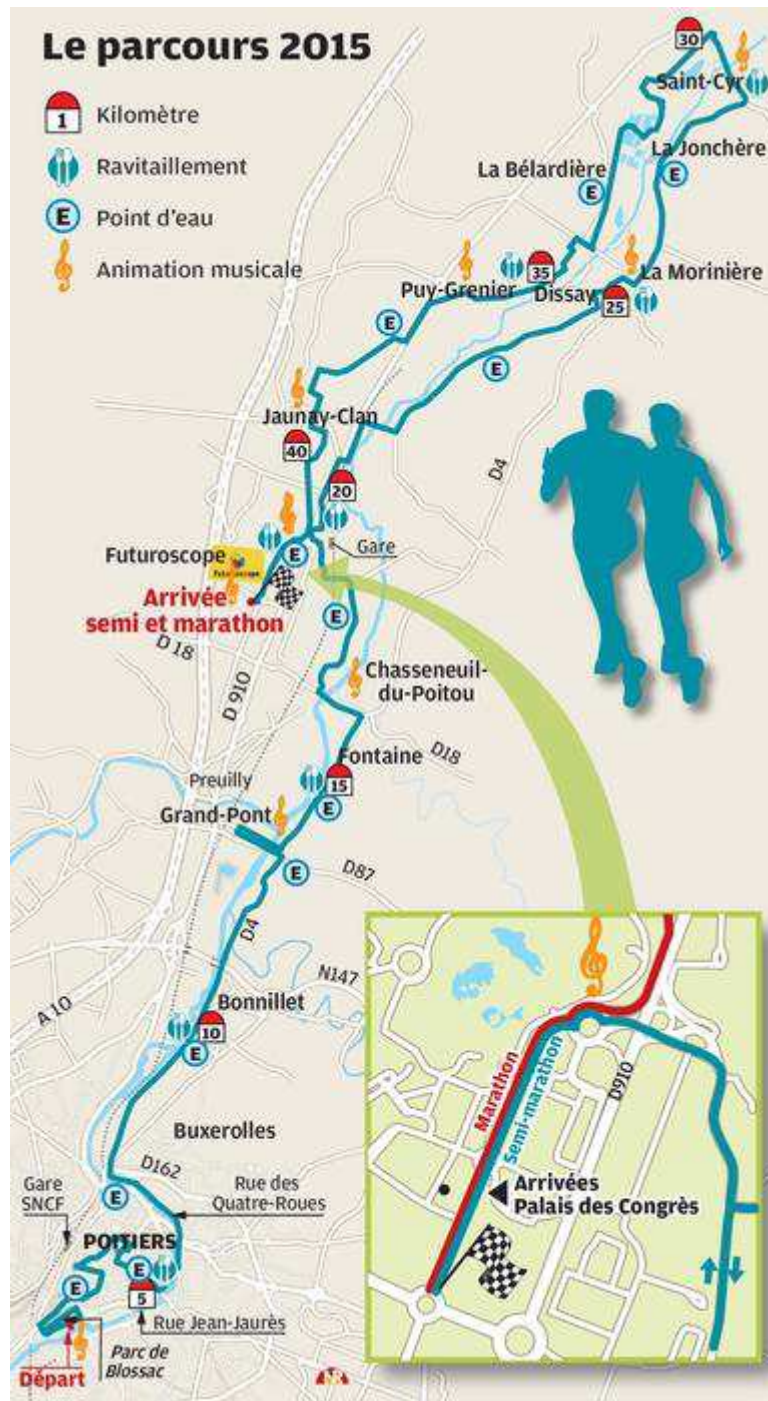 Le parcours 2015
1
Kilomètre
Ravitaillement
E
Point d'eau
Animation musicale
30
Saint-Cyr
La Jonchère
E
La Bélardière
E
35
Puy-Grenier
Dissay
La Morinière
25
E
E
Jaunay-Clan
40
20
D4
Gare
Futuroscope
Futuroscope
E
Arrivée
semi et marathon
E
D 18
D 910
Chasseneuil-
du-Poitou
Fontaine
D18
15
E
Preuilly
Grand-Pont
E
D87
D4
N147
A 10
Bonnillet
10
E
Buxerolles
D162
E
Gare
SNCF
Rue des
Quatre-Roues
POITIERS
E
E
5
Rue Jean-Jaurès
Parc de
Blossac
Départ
NR
Marathon
Semi-marathon
D910
Arrivées
Palais des Congrès